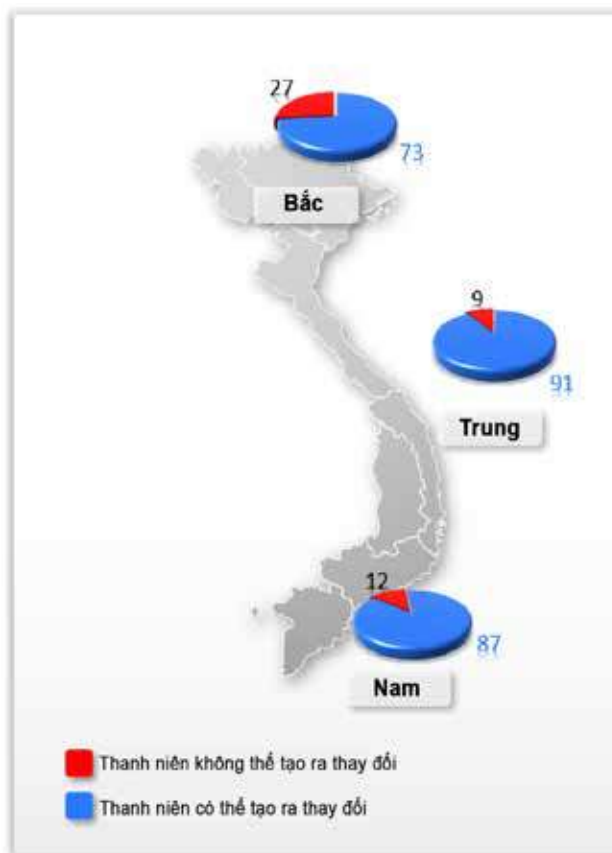 27
73
Bắc
9
91
Trung
12
87
Nam
Thanh niên không thể tạo ra thay đổi
Thanh niên có thể tạo ra thay đổi